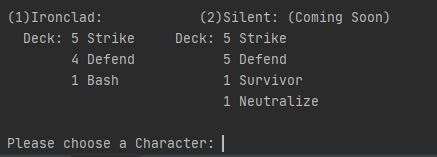 (1)Ironclad:            (2)Silent: (Coming Soon)
  Deck: 5 Strike     Deck: 5 Strike
        4 Defend           5 Defend
        1 Bash             1 Survivor
                           1 Neutralize
Please choose a Character: